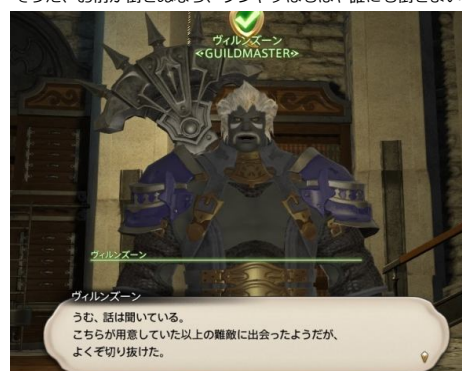 ヴィルンズーン
«GUILDMASTER»
ヴィルンズーン
ヴィルンズーン
うむ、話は聞いている。
こちらが用意していた以上の難敵に出会ったようだが、
よくぞ切り抜けた。